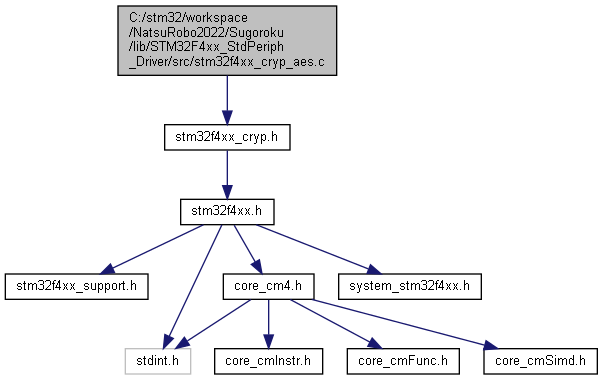 C:/stm32/workspace
/NatsuRobo2022/Sugoroku
/lib/STM32F4xx_StdPeriph
_Driver/src/stm32f4xx_cryp_aes.c
stm32f4xx_cryp.h
stm32f4xx.h
stm32f4xx_support.h
core_cm4.h
system_stm32f4xx.h
stdint.h
core_cmInstr.h
core_cmFunc.h
core_cmSimd.h